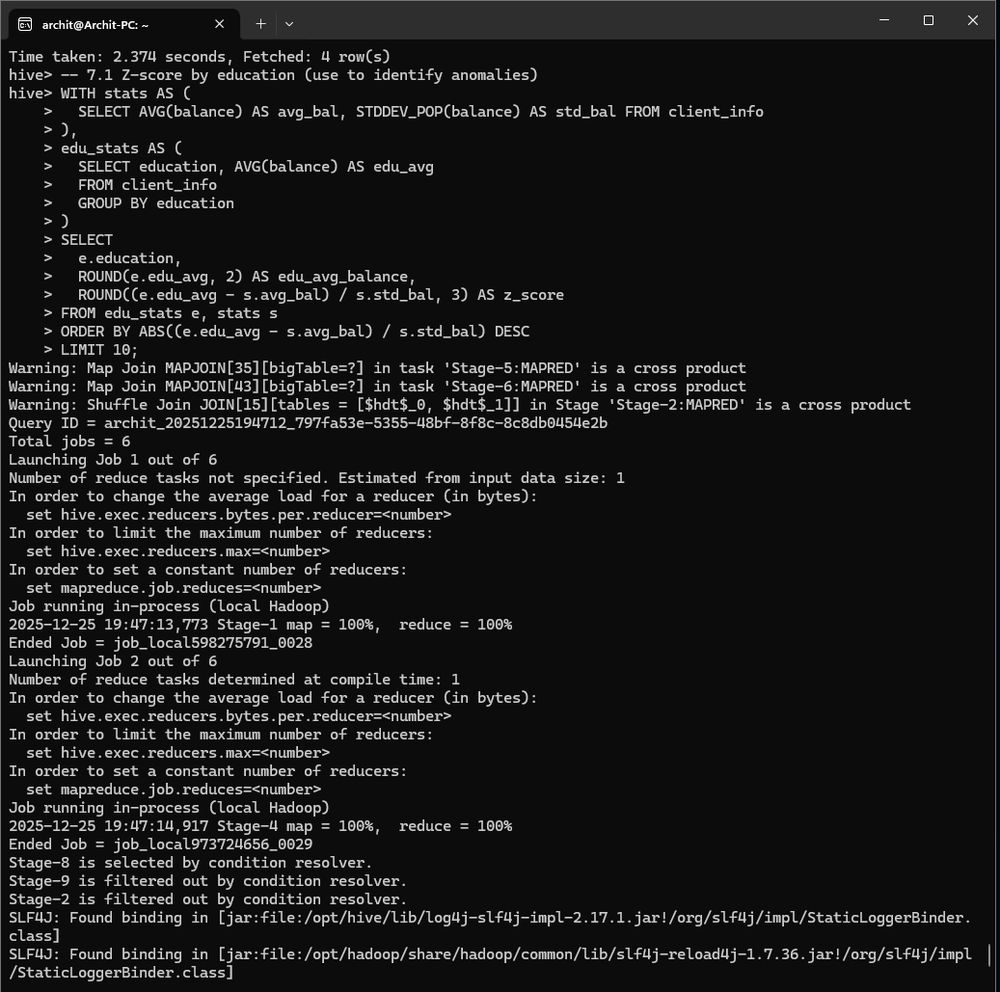 archit@Archit-PC: ~
Time taken: 2.374 seconds, Fetched: 4 row(s)
hive> -- 7.1 Z-score by education (use to identify anomalies)
hive> WITH stats AS (
    >   SELECT AVG(balance) AS avg_bal, STDDEV_POP(balance) AS std_bal FROM client_info
    > ),
    > edu_stats AS (
    >   SELECT education, AVG(balance) AS edu_avg
    >   FROM client_info
    >   GROUP BY education
    > )
    > SELECT
    >   e.education,
    >   ROUND(e.edu_avg, 2) AS edu_avg_balance,
    >   ROUND((e.edu_avg - s.avg_bal) / s.std_bal, 3) AS z_score
    > FROM edu_stats e, stats s
    > ORDER BY ABS((e.edu_avg - s.avg_bal) / s.std_bal) DESC
    > LIMIT 10;
Warning: Map Join MAPJOIN[35][bigTable=?] in task 'Stage-5:MAPRED' is a cross product
Warning: Map Join MAPJOIN[43][bigTable=?] in task 'Stage-6:MAPRED' is a cross product
Warning: Shuffle Join JOIN[15][tables = [$hdt$_0, $hdt$_1]] in Stage 'Stage-2:MAPRED' is a cross product
Query ID = archit_20251225194712_797fa53e-5355-48bf-8f8c-8c8db0454e2b
Total jobs = 6
Launching Job 1 out of 6
Number of reduce tasks not specified. Estimated from input data size: 1
In order to change the average load for a reducer (in bytes):
  set hive.exec.reducers.bytes.per.reducer=<number>
In order to limit the maximum number of reducers:
  set hive.exec.reducers.max=<number>
In order to set a constant number of reducers:
  set mapreduce.job.reduces=<number>
Job running in-process (local Hadoop)
2025-12-25 19:47:13,773 Stage-1 map = 100%,  reduce = 100%
Ended Job = job_local598275791_0028
Launching Job 2 out of 6
Number of reduce tasks determined at compile time: 1
In order to change the average load for a reducer (in bytes):
  set hive.exec.reducers.bytes.per.reducer=<number>
In order to limit the maximum number of reducers:
  set hive.exec.reducers.max=<number>
In order to set a constant number of reducers:
  set mapreduce.job.reduces=<number>
Job running in-process (local Hadoop)
2025-12-25 19:47:14,917 Stage-4 map = 100%,  reduce = 100%
Ended Job = job_local973724656_0029
Stage-8 is selected by condition resolver.
Stage-9 is filtered out by condition resolver.
Stage-2 is filtered out by condition resolver.
SLF4J: Found binding in [jar:file:/opt/hive/lib/log4j-slf4j-impl-2.17.1.jar!/org/slf4j/impl/StaticLoggerBinder.
class]
SLF4J: Found binding in [jar:file:/opt/hadoop/share/hadoop/common/lib/slf4j-reload4j-1.7.36.jar!/org/slf4j/impl
/StaticLoggerBinder.class]